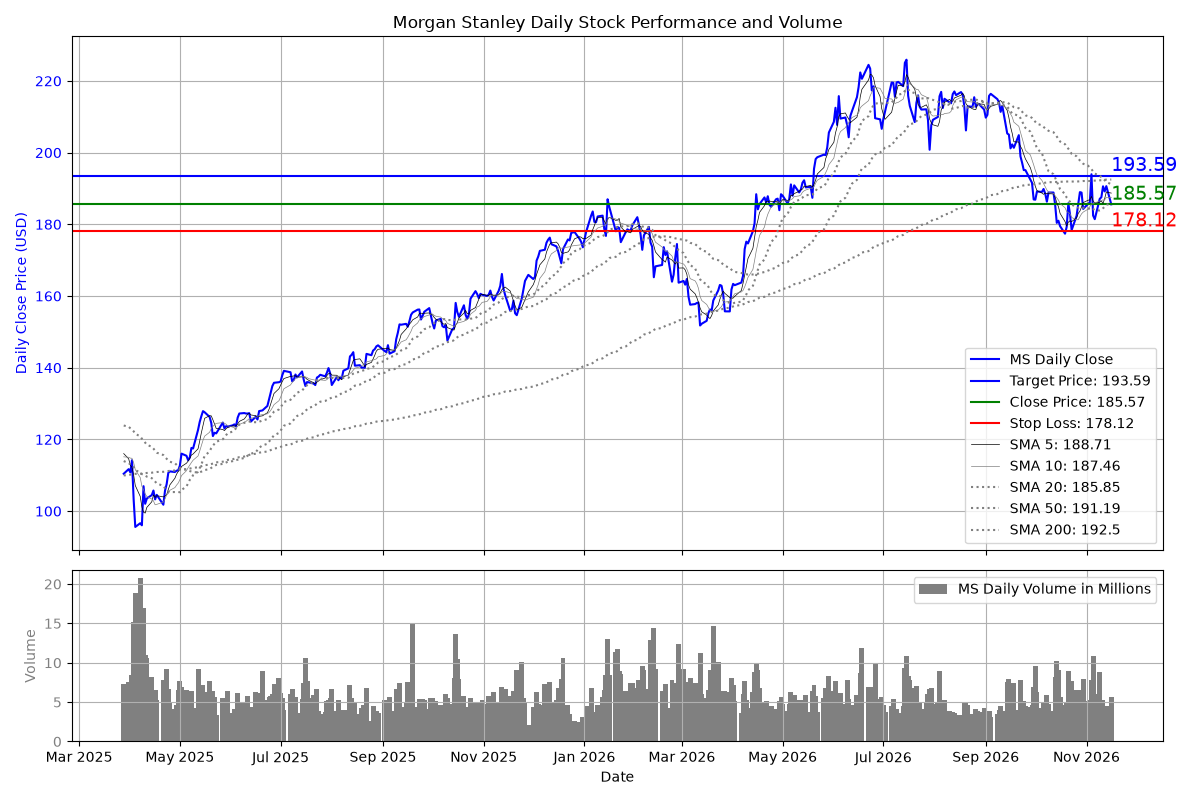 Morgan Stanley Daily Stock Performance and Volume
Daily Close Price (USD)
220
200
180
160
140
120
100
193.59
185.57
178.12
MS Daily Close
Target Price: 193.59
Close Price: 185.57
Stop Loss: 178.12
SMA 5: 188.71
SMA 10: 187.46
SMA 20: 185.85
SMA 50: 191.19
SMA 200: 192.5
Volume
20
15
10
5
0
MS Daily Volume in Millions
Mar 2025 May 2025 Jul 2025 Sep 2025 Nov 2025 Jan 2026 Mar 2026 May 2026 Jul 2026 Sep 2026 Nov 2026
Date